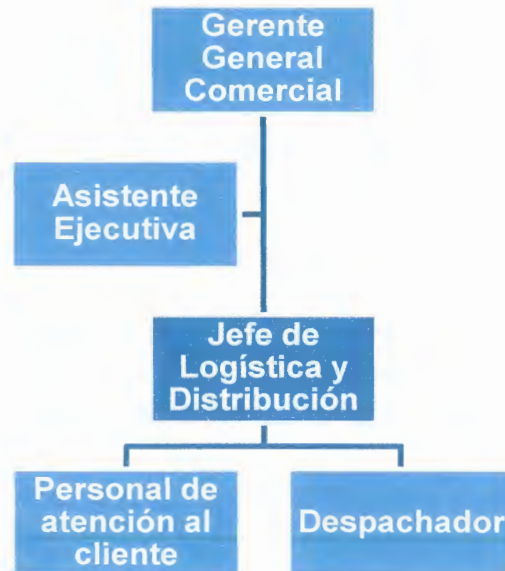 Gerente
General
Comercial
Asistente
Ejecutiva
Jefe de
Logística y
Distribución
Personal de
atención al
cliente
Despachador